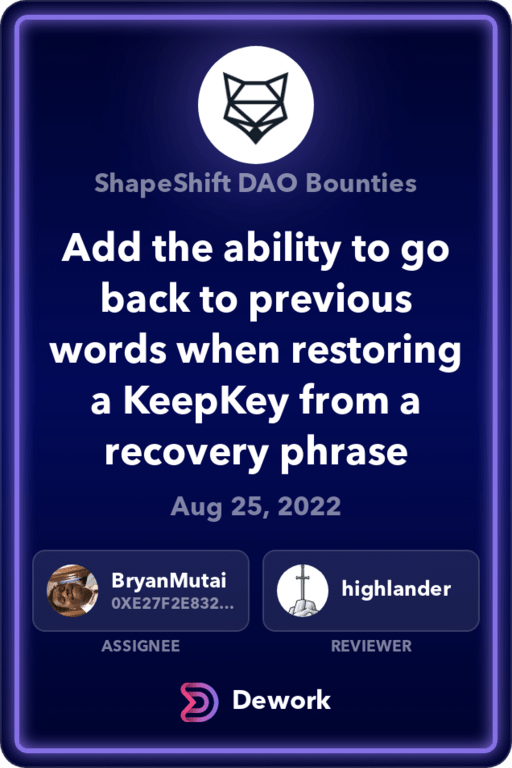 ShapeShift DAO Bounties
Add the ability to go
back to previous
words when restoring
a KeepKey from a
recovery phrase
Aug 25, 2022
BryanMutai
0XE27F2E832...
ASSIGNEE
highlander
REVIEWER
Dework